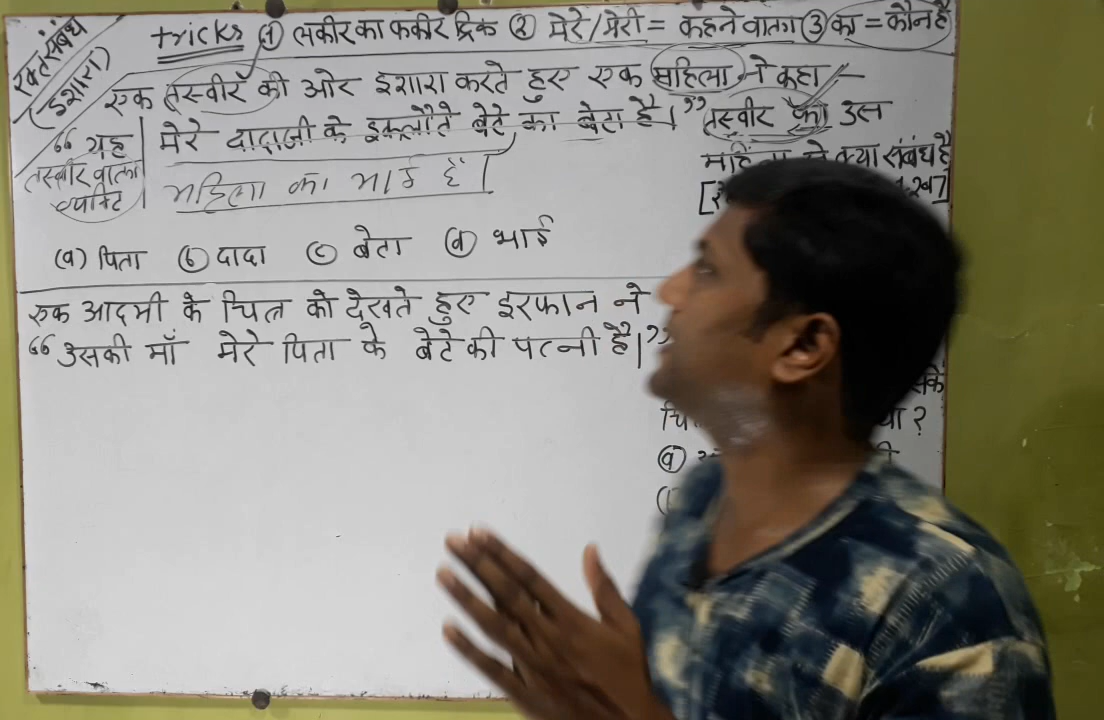 रक्त संबंध
(इशारा)
tricks ① लकीर का फकीर ट्रिक ② मेरे/मेरी = कहने वाला ③ का = कौन है
एक तस्वीर की ओर इशारा करते हुए एक महिला ने कहा –
“यह मेरे दादाजी के इकलौते बेटे का बेटा है।” तस्वीर का उस
तस्वीर वाला व्यक्ति
महिला का भाई है।
क्या संबंध है
(a) पिता (b) दादा (c) बेटा (d) भाई
एक आदमी के चित्र को देखते हुए इरफान ने
“उसकी माँ मेरे पिता के बेटे की पत्नी है।”